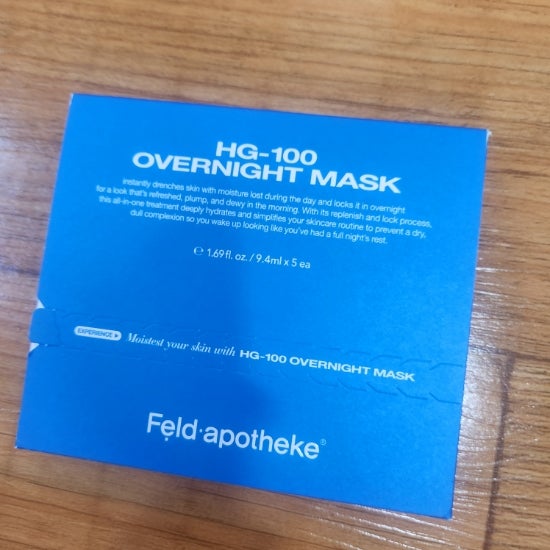 HG-100
OVERNIGHT MASK
Instantly drenches skin with moisture lost during the day and locks it in overnight
for a look that's refreshed, plump, and dewy in the morning. With its replenish and lock process,
this all-in-one treatment deeply hydrates and simplifies your skincare routine to prevent a dry,
dull complexion so you wake up looking like you've had a full night's rest.
℮ 1.69 fl. oz. / 9.4ml x 5 ea
EXPERIENCE ▶ Moistest your skin with HG-100 OVERNIGHT MASK
Fẹld·apotheke®